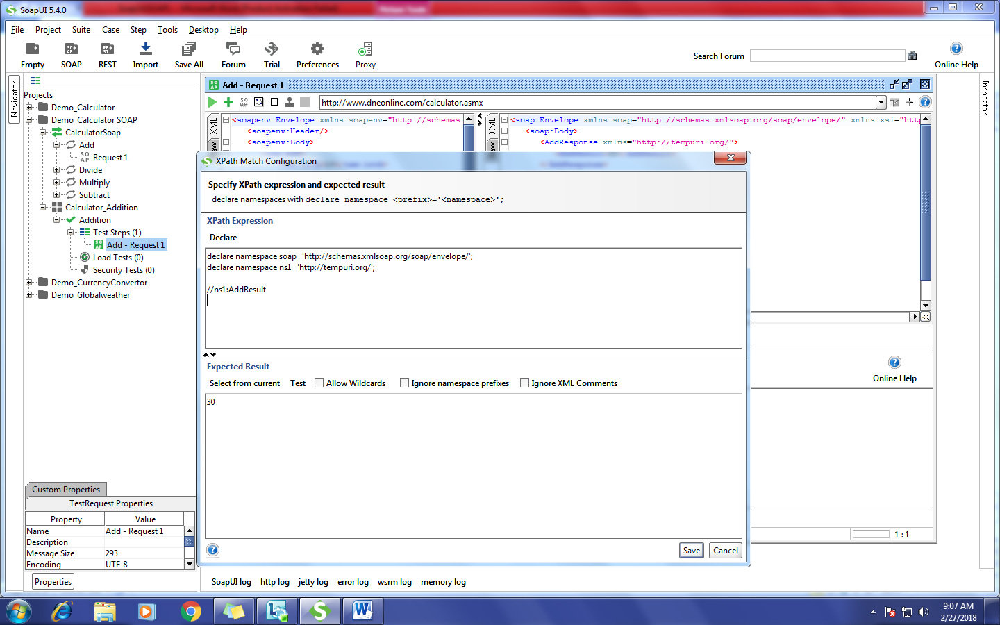 SoapUI 5.4.0
File Project Suite Case Step Tools Desktop Help
Empty SOAP REST Import Save All Forum Trial Preferences Proxy
Search Forum
Online Help
Navigator
Projects
Demo_Calculator
Demo_Calculator SOAP
CalculatorSoap
Add
Request 1
Divide
Multiply
Subtract
Calculator_Addition
Addition
Test Steps (1)
Add - Request 1
Load Tests (0)
Security Tests (0)
Demo_CurrencyConvertor
Demo_Globalweather
Add - Request 1
http://www.dneonline.com/calculator.asmx
XML
<soapenv:Envelope xmlns:soapenv="http://schemas.
<soapenv:Header/>
<soapenv:Body>
XML
<soap:Envelope xmlns:soap="http://schemas.xmlsoap.org/soap/envelope/" xmlns:xsi="http
<soap:Body>
<AddResponse xmlns="http://tempuri.org/">
Inspector
XPath Match Configuration
Specify XPath expression and expected result
declare namespaces with declare namespace <prefix>='<namespace>';
XPath Expression
Declare
declare namespace soap='http://schemas.xmlsoap.org/soap/envelope/';
declare namespace ns1='http://tempuri.org/';
//ns1:AddResult
Expected Result
Select from current Test Allow Wildcards Ignore namespace prefixes Ignore XML Comments
30
Save Cancel
Online Help
1 : 1
Custom Properties
TestRequest Properties
Property Value
Name Add - Request 1
Description
Message Size 293
Encoding UTF-8
Properties
SoapUI log http log jetty log error log wsrm log memory log
9:07 AM
2/27/2018